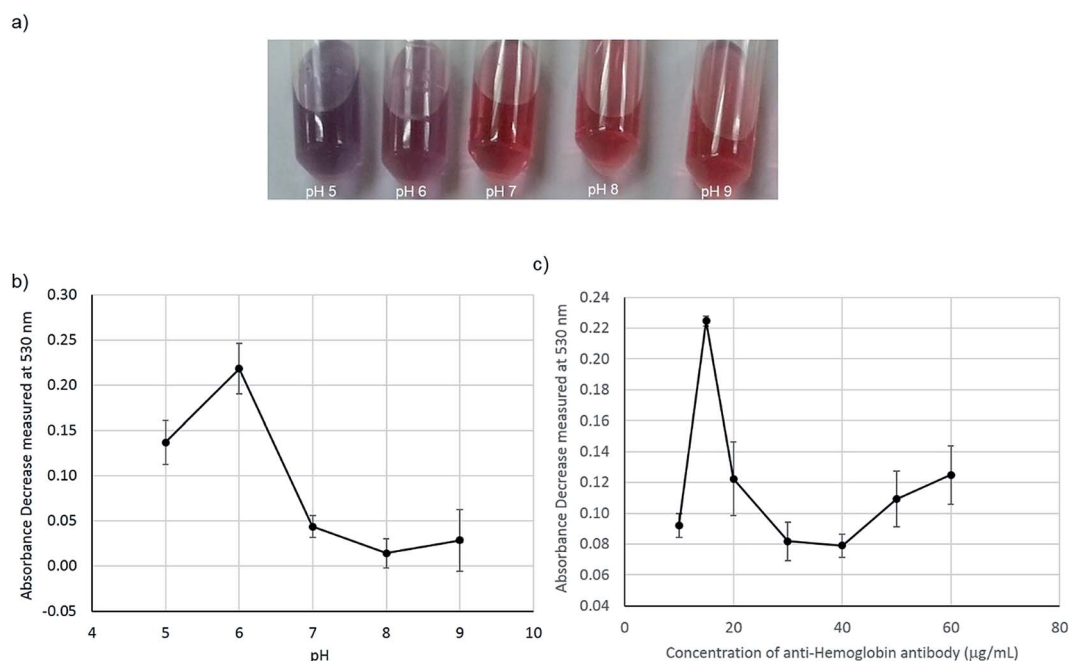 a)
pH 5 pH 6 pH 7 pH 8 pH 9
b)
Absorbance Decrease measured at 530 nm
0.30
0.25
0.20
0.15
0.10
0.05
0.00
-0.05
4 5 6 7 8 9 10
pH
c)
Absorbance Decrease measured at 530 nm
0.24
0.22
0.20
0.18
0.16
0.14
0.12
0.10
0.08
0.06
0.04
0 20 40 60 80
Concentration of anti-Hemoglobin antibody (µg/mL)